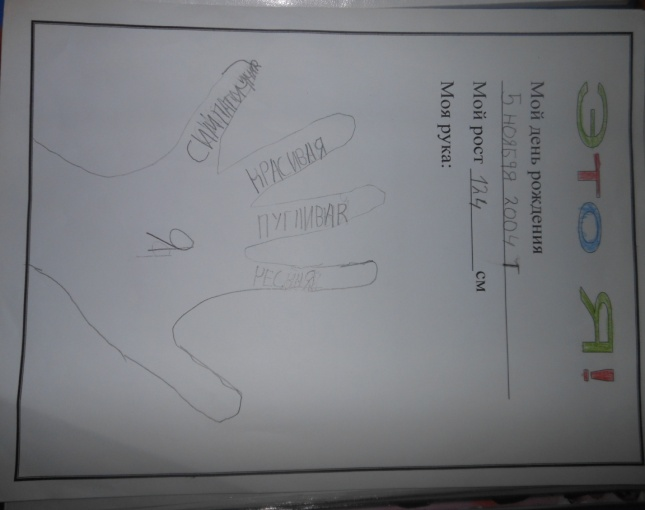 ЭТО Я!
Мой день рождения
5 НОЯБРЯ 2004 Г
Мой рост 124 см
Моя рука:
КРАСИВАЯ
ПУГЛИВАЯ
Я